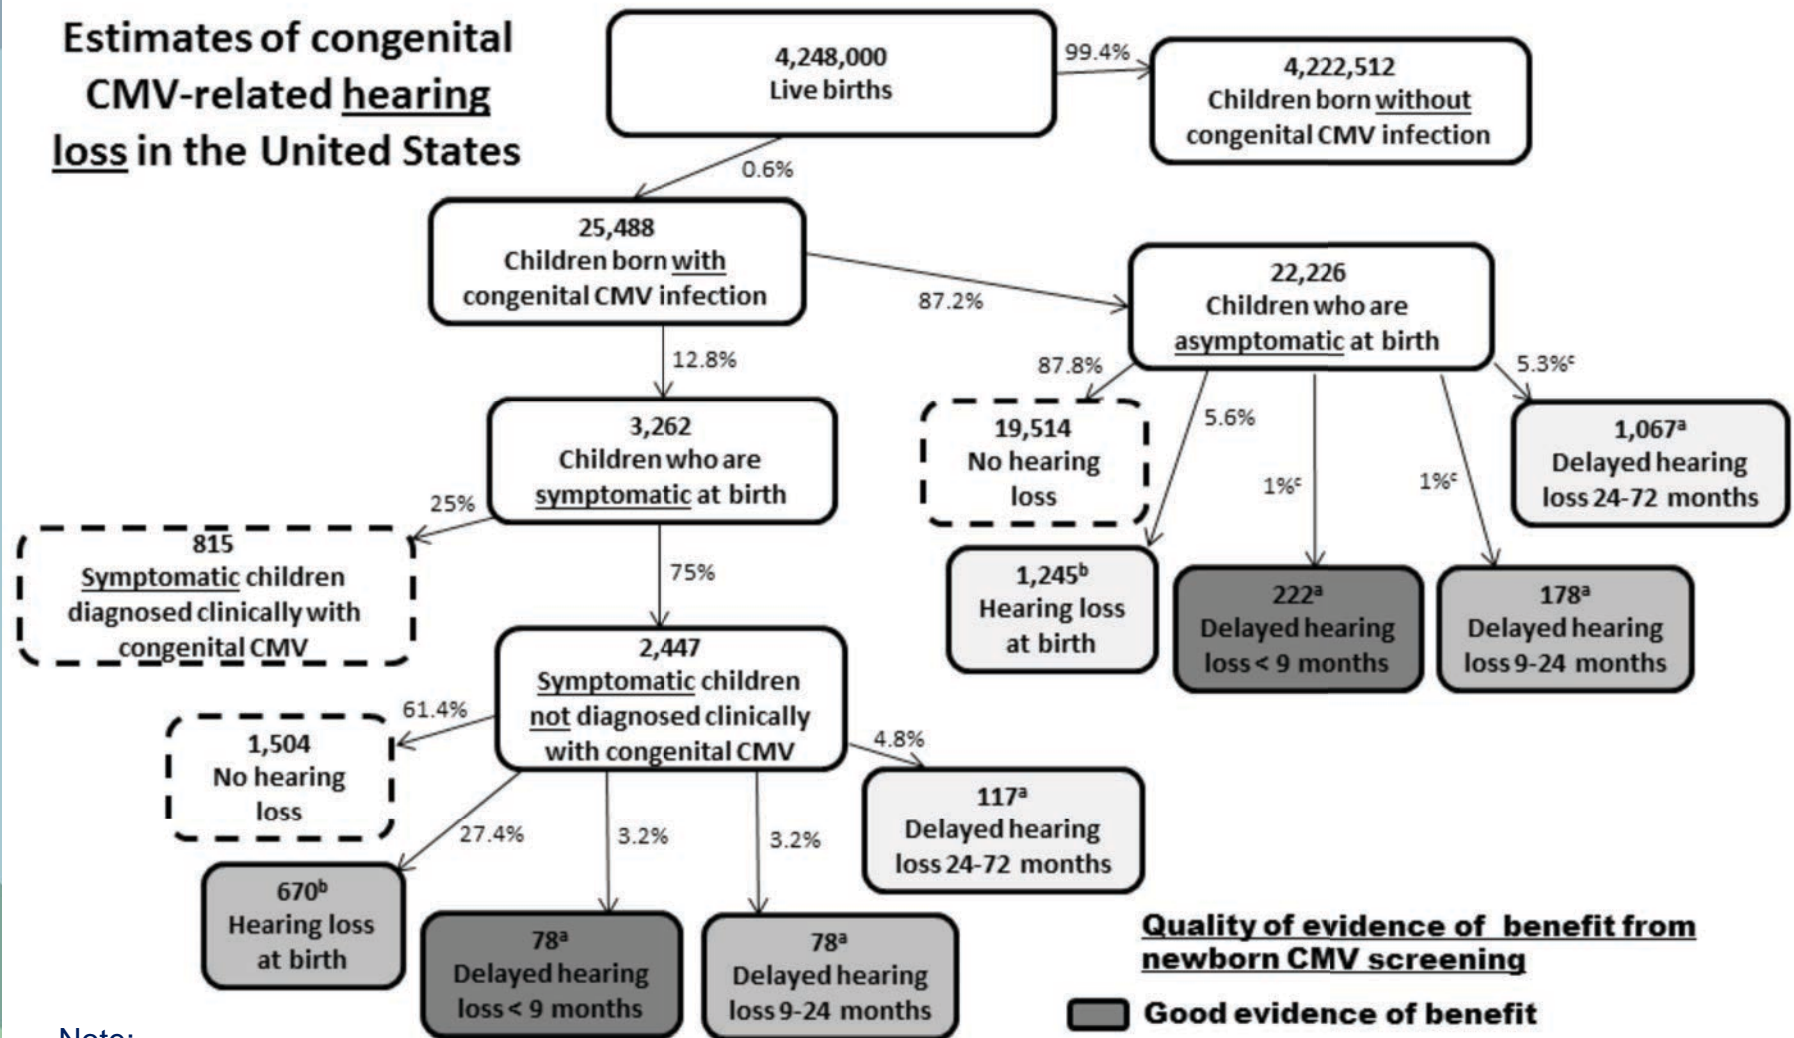 Estimates of congenital
CMV-related hearing
loss in the United States
4,248,000
Live births
99.4%
4,222,512
Children born without
congenital CMV infection
0.6%
25,488
Children born with
congenital CMV infection
87.2%
22,226
Children who are
asymptomatic at birth
12.8%
87.8%
5.6%
1%ᶜ
1%ᶜ
5.3%ᶜ
3,262
Children who are
symptomatic at birth
19,514
No hearing
loss
1,067ᵃ
Delayed hearing
loss 24-72 months
25%
815
Symptomatic children
diagnosed clinically with
congenital CMV
75%
1,245ᵇ
Hearing loss
at birth
222ᵃ
Delayed hearing
loss < 9 months
178ᵃ
Delayed hearing
loss 9-24 months
2,447
Symptomatic children
not diagnosed clinically
with congenital CMV
61.4%
1,504
No hearing
loss
4.8%
117ᵃ
Delayed hearing
loss 24-72 months
27.4%
3.2%
3.2%
670ᵇ
Hearing loss
at birth
78ᵃ
Delayed hearing
loss < 9 months
78ᵃ
Delayed hearing
loss 9-24 months
Quality of evidence of benefit from
newborn CMV screening
Good evidence of benefit
Note: